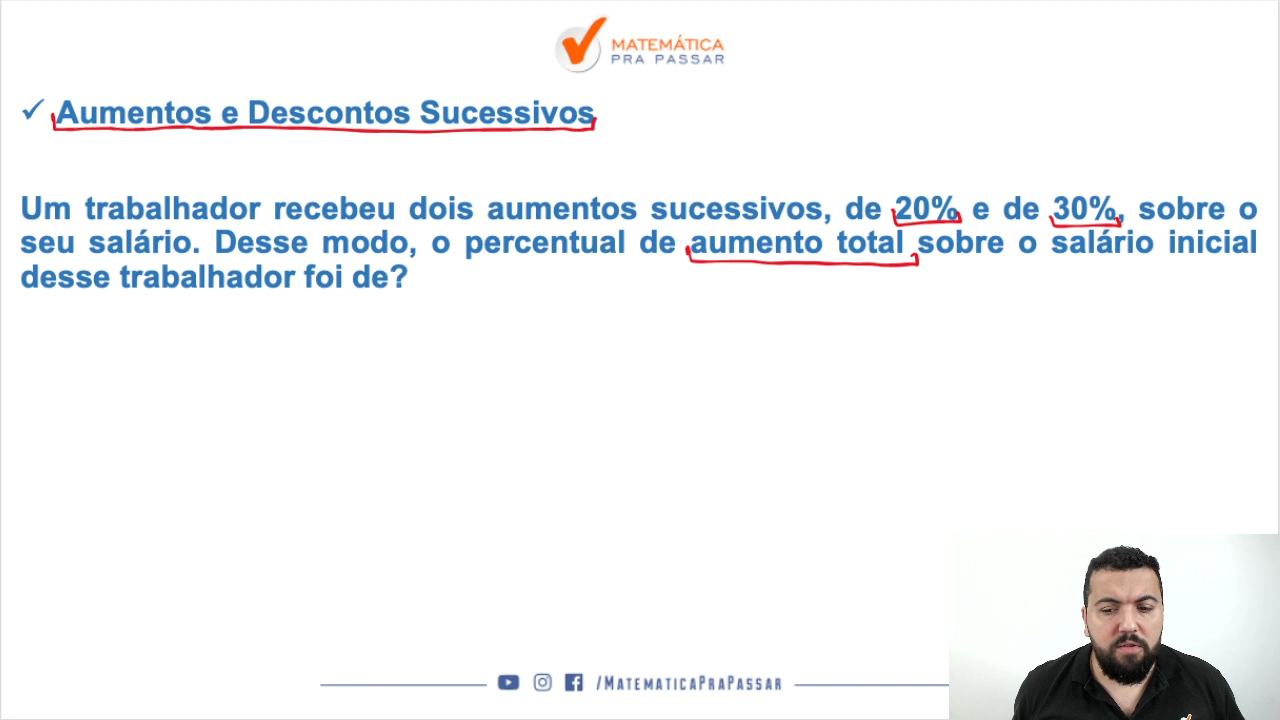 MATEMÁTICA
PRA PASSAR
✓ Aumentos e Descontos Sucessivos
Um trabalhador recebeu dois aumentos sucessivos, de 20% e de 30%, sobre o
seu salário. Desse modo, o percentual de aumento total sobre o salário inicial
desse trabalhador foi de?
/MATEMATICAPRAPASSAR